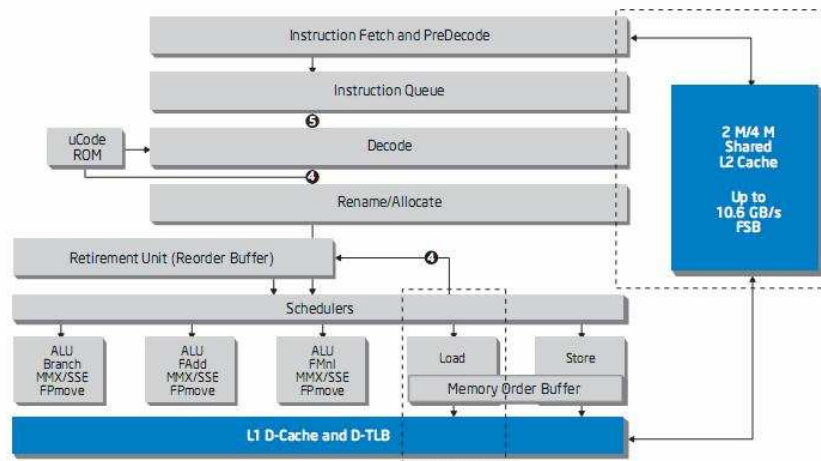 Instruction Fetch and PreDecode
Instruction Queue
5
uCode
ROM
Decode
4
Rename/Allocate
2 M/4 M
Shared
L2 Cache
Up to
10.6 GB/s
FSB
Retirement Unit (Reorder Buffer)
4
Schedulers
ALU
Branch
MMX/SSE
FPmove
ALU
FAdd
MMX/SSE
FPmove
ALU
FMnl
MMX/SSE
FPmove
Load
Store
Memory Order Buffer
L1 D-Cache and D-TLB